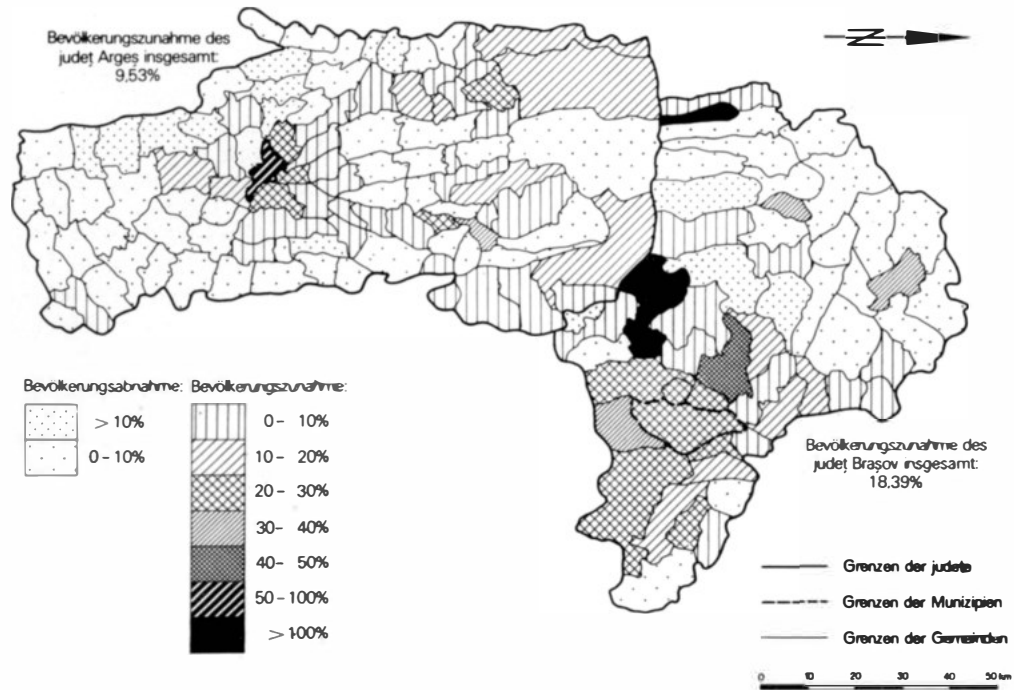 Bevölkerungszunahme des
judeţ Argeş insgesamt:
9,53%
N
Bevölkerungsabnahme:
> 10%
0 – 10%
Bevölkerungszunahme:
0 – 10%
10 – 20%
20 – 30%
30 – 40%
40 – 50%
50 – 100%
> 100%
Bevölkerungszunahme des
judeţ Braşov insgesamt:
18,39%
Grenzen der judeţe
Grenzen der Munizipien
Grenzen der Gemeinden
0 10 20 30 40 50 km